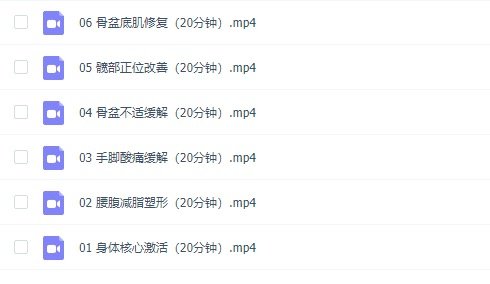 06 骨盆底肌修复（20分钟）.mp4
05 髋部正位改善（20分钟）.mp4
04 骨盆不适缓解（20分钟）.mp4
03 手脚酸痛缓解（20分钟）.mp4
02 腰腹减脂塑形（20分钟）.mp4
01 身体核心激活（20分钟）.mp4